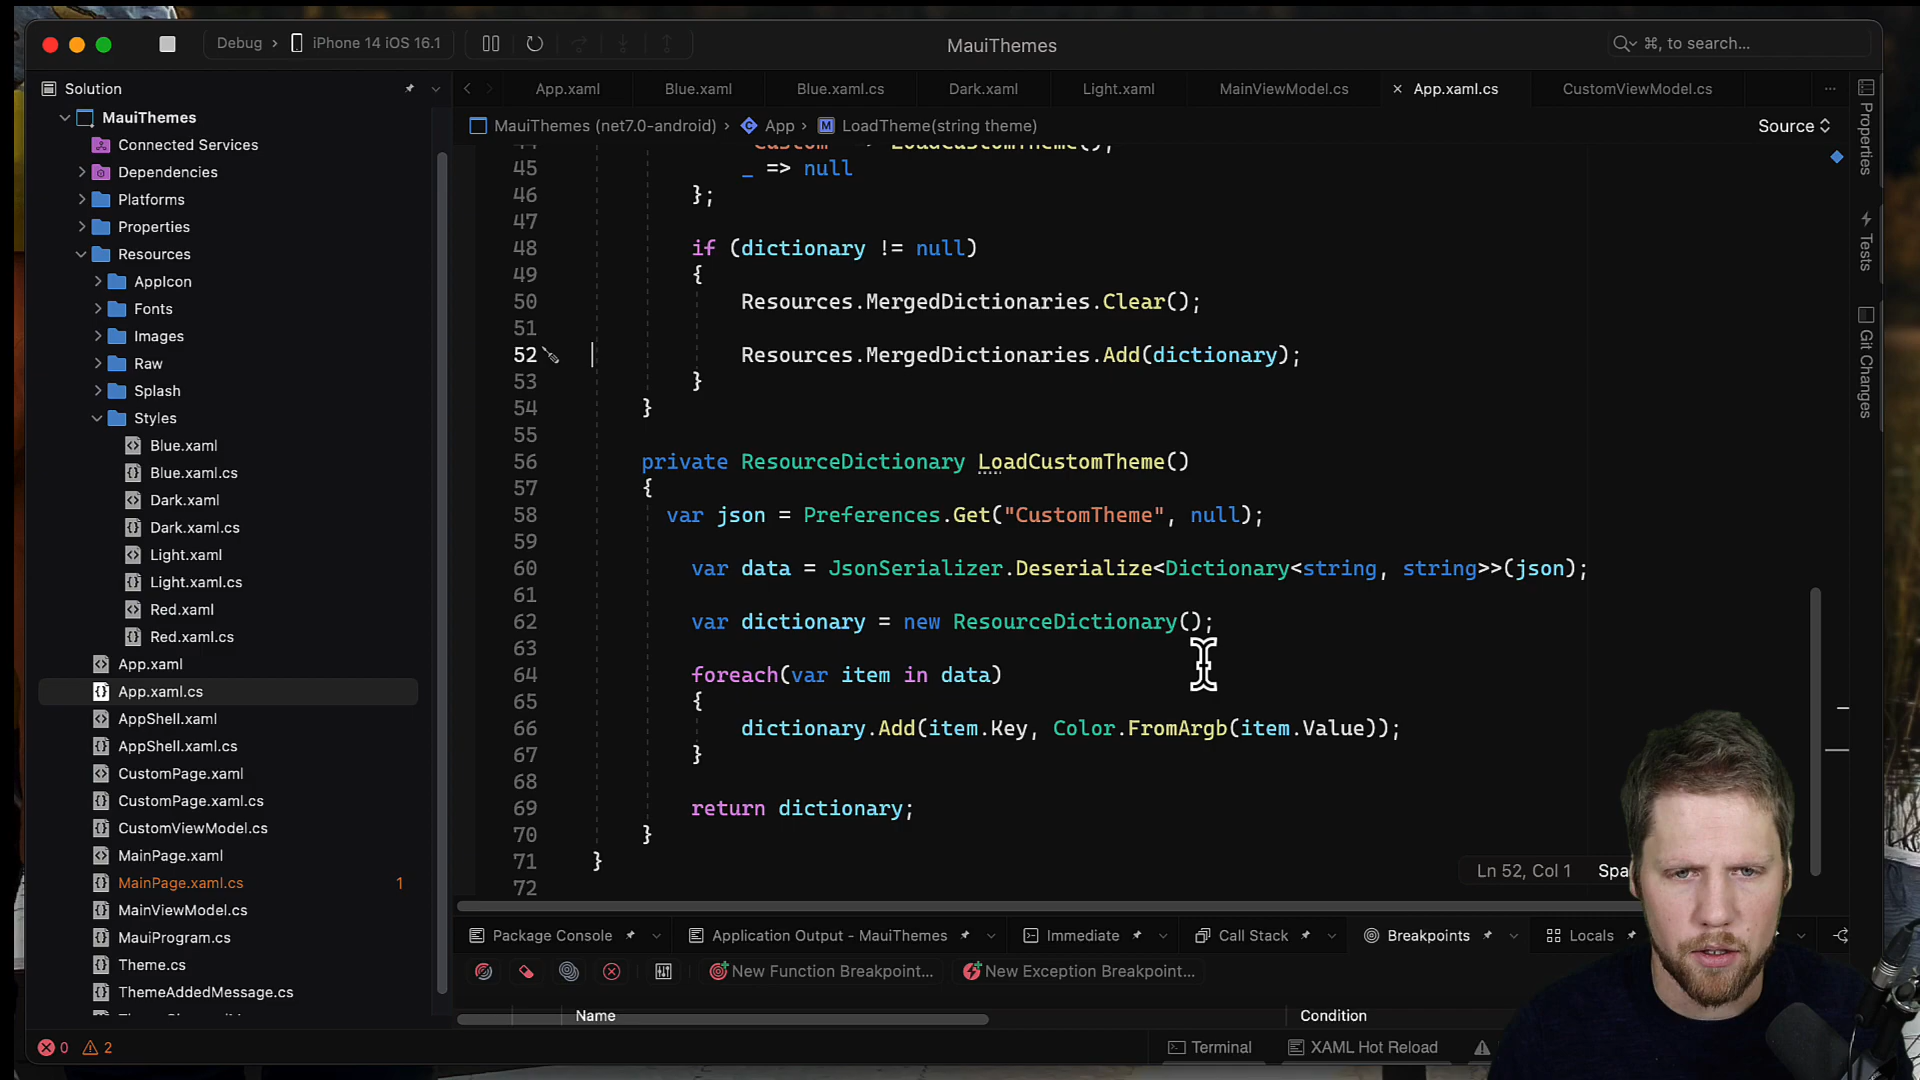 Debug > iPhone 14 iOS 16.1
MauiThemes
⌘, to search...
Solution
App.xaml
Blue.xaml
Blue.xaml.cs
Dark.xaml
Light.xaml
MainViewModel.cs
App.xaml.cs
CustomViewModel.cs
MauiThemes (net7.0-android) > App > LoadTheme(string theme)
Source
MauiThemes
Connected Services
Dependencies
Platforms
Properties
Resources
AppIcon
Fonts
Images
Raw
Splash
Styles
Blue.xaml
Blue.xaml.cs
Dark.xaml
Dark.xaml.cs
Light.xaml
Light.xaml.cs
Red.xaml
Red.xaml.cs
App.xaml
App.xaml.cs
AppShell.xaml
AppShell.xaml.cs
CustomPage.xaml
CustomPage.xaml.cs
CustomViewModel.cs
MainPage.xaml
MainPage.xaml.cs 1
MainViewModel.cs
MauiProgram.cs
Theme.cs
ThemeAddedMessage.cs
45 _ => null
46 };
47
48 if (dictionary != null)
49 {
50 Resources.MergedDictionaries.Clear();
51
52 Resources.MergedDictionaries.Add(dictionary);
53 }
54 }
55
56 private ResourceDictionary LoadCustomTheme()
57 {
58 var json = Preferences.Get("CustomTheme", null);
59
60 var data = JsonSerializer.Deserialize<Dictionary<string, string>>(json);
61
62 var dictionary = new ResourceDictionary();
63
64 foreach(var item in data)
65 {
66 dictionary.Add(item.Key, Color.FromArgb(item.Value));
67 }
68
69 return dictionary;
70 }
71 }
72
Ln 52, Col 1
Properties
Tests
Git Changes
Package Console
Application Output - MauiThemes
Immediate
Call Stack
Breakpoints
Locals
New Function Breakpoint...
New Exception Breakpoint...
Name
Condition
0
2
Terminal
XAML Hot Reload